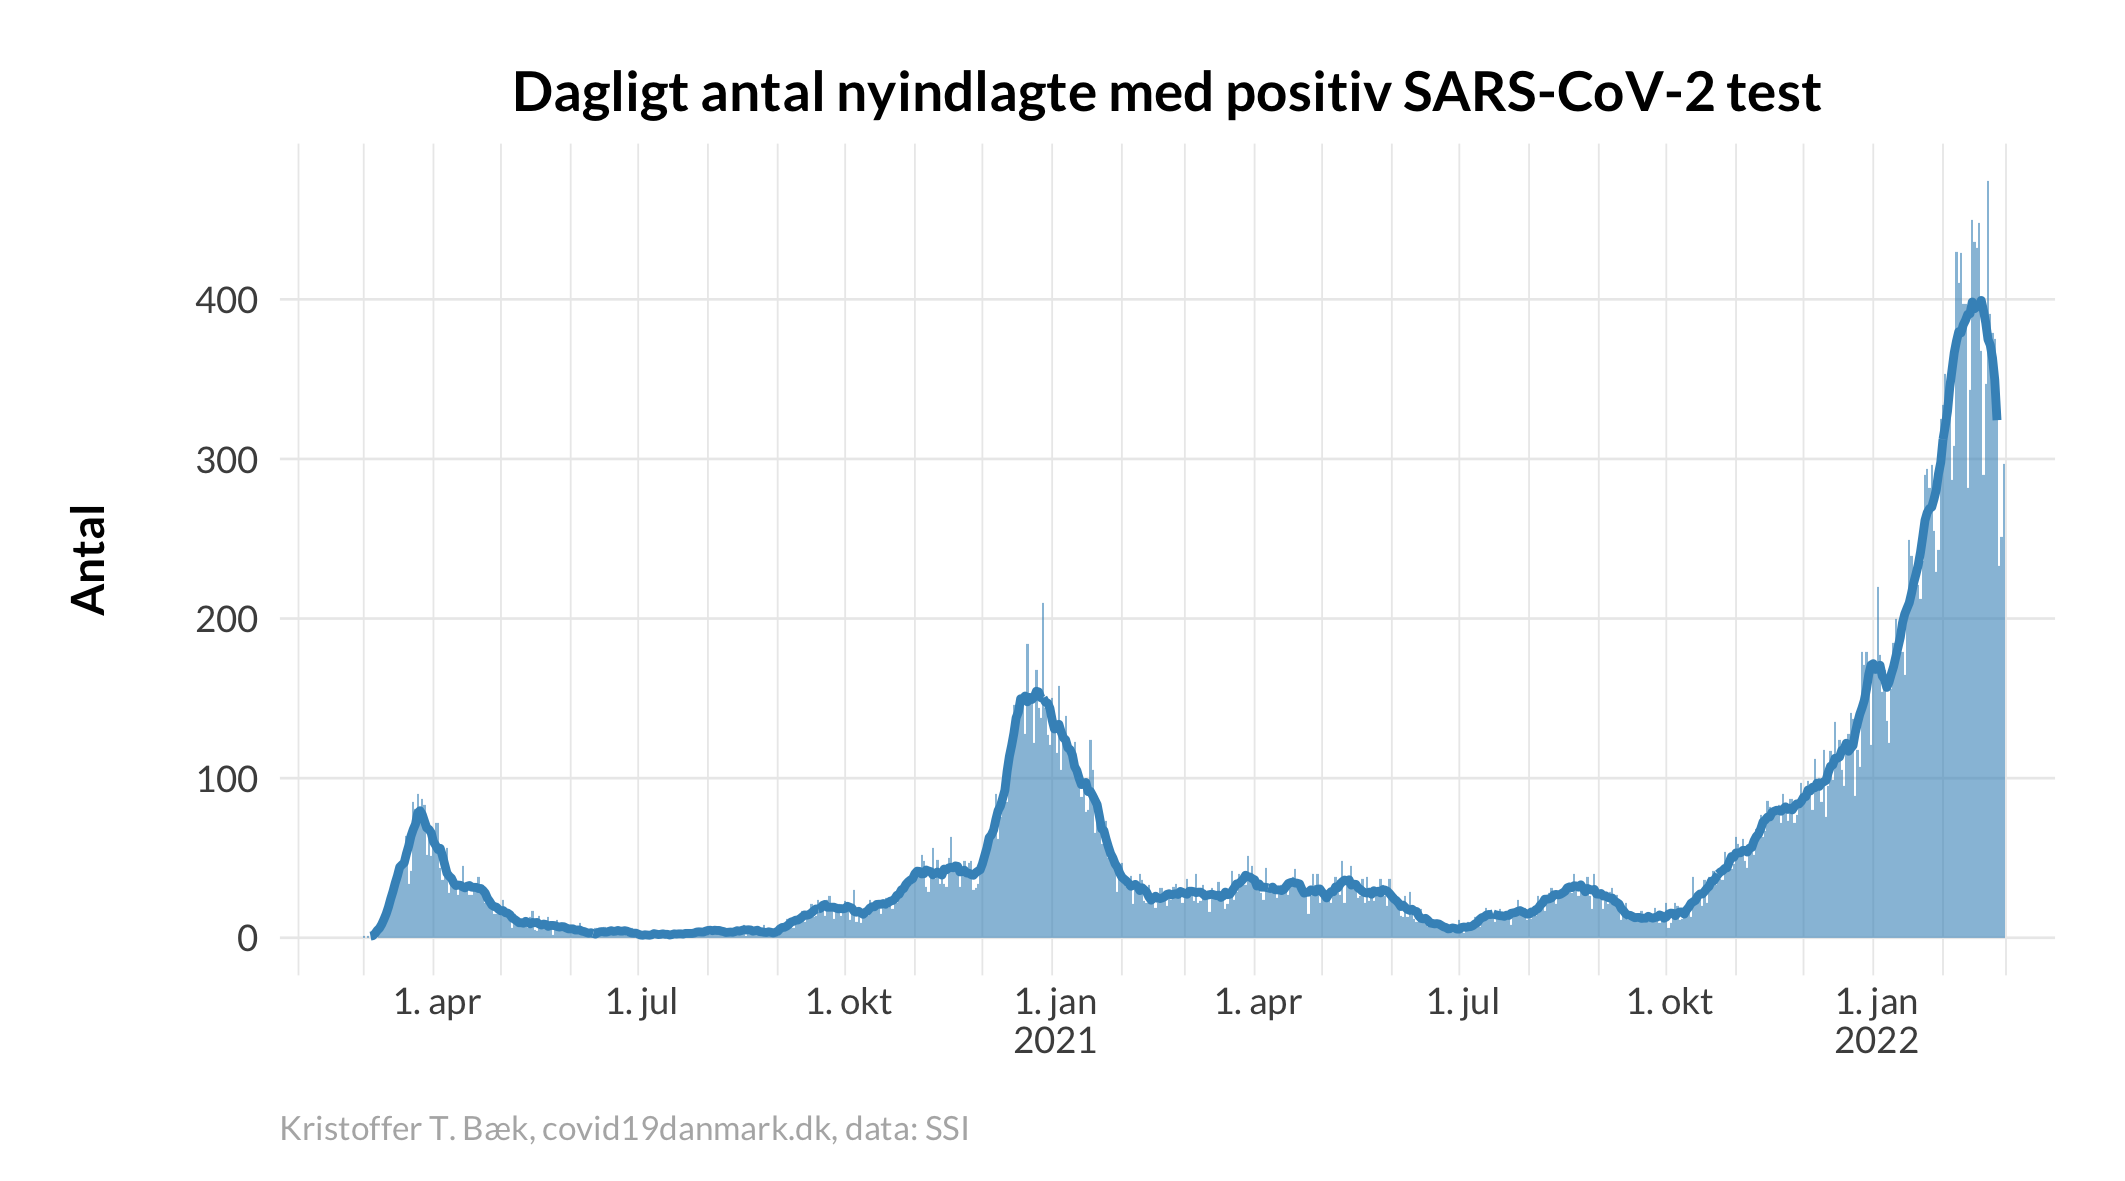 Dagligt antal nyindlagte med positiv SARS-CoV-2 test
Antal
400
300
200
100
0
1. apr
1. jul
1. okt
1. jan
2021
1. apr
1. jul
1. okt
1. jan
2022
Kristoffer T. Bæk, covid19danmark.dk, data: SSI